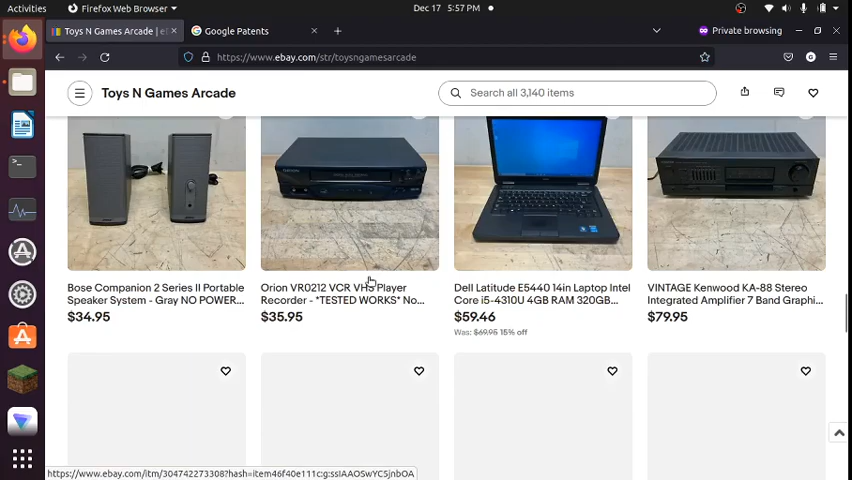 Activities
Firefox Web Browser
Dec 17 5:57 PM
Toys N Games Arcade | e
Google Patents
Private browsing
https://www.ebay.com/str/toysngamesarcade
Toys N Games Arcade
Search all 3,140 items
Bose Companion 2 Series II Portable
Speaker System - Gray NO POWER...
$34.95
Orion VR0212 VCR VHS Player
Recorder - *TESTED WORKS* No...
$35.95
Dell Latitude E5440 14in Laptop Intel
Core i5-4310U 4GB RAM 320GB...
$59.46
Was: $69.95 15% off
VINTAGE Kenwood KA-88 Stereo
Integrated Amplifier 7 Band Graphi...
$79.95
https://www.ebay.com/itm/304742273308?hash=item46f40e111c:g:ssIAAOSwYC5jnbOA